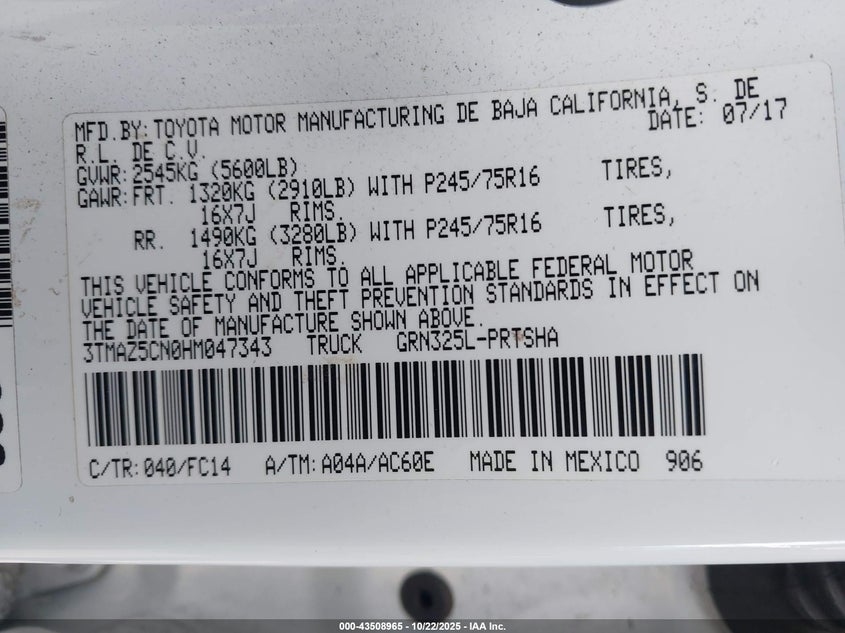 MFD.BY:TOYOTA MOTOR MANUFACTURING DE BAJA CALIFORNIA, S. DE
R.L. DE C.V. DATE: 07/17
GVWR:2545KG (5600LB)
GAWR:FRT. 1320KG (2910LB) WITH P245/75R16 TIRES,
16X7J RIMS.
RR. 1490KG (3280LB) WITH P245/75R16 TIRES,
16X7J RIMS.
THIS VEHICLE CONFORMS TO ALL APPLICABLE FEDERAL MOTOR
VEHICLE SAFETY AND THEFT PREVENTION STANDARDS IN EFFECT ON
THE DATE OF MANUFACTURE SHOWN ABOVE.
3TMAZ5CN0HM047343 TRUCK GRN325L-PRTSHA
C/TR:040/FC14 A/TM:A04A/AC60E MADE IN MEXICO 906
000-43508965 - 10/22/2025 - IAA Inc.